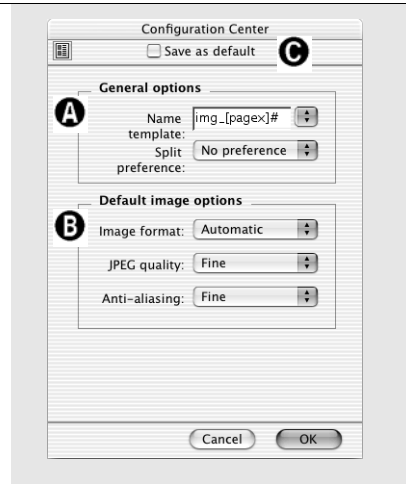 Configuration Center
Save as default
C
General options
A
Name template:
img_[pagex]#
Split preference:
No preference
Default image options
B
Image format:
Automatic
JPEG quality:
Fine
Anti-aliasing:
Fine
Cancel
OK